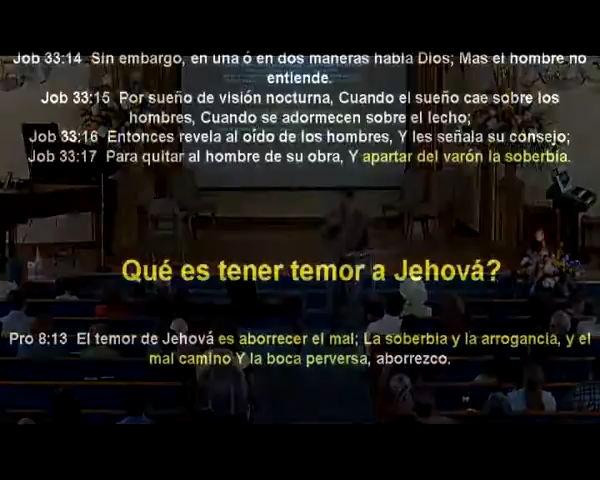 Job 33:14 Sin embargo, en una ó en dos maneras habla Dios; Mas el hombre no
entiende.
Job 33:15 Por sueño de visión nocturna, Cuando el sueño cae sobre los
hombres, Cuando se adormecen sobre el lecho;
Job 33:16 Entonces revela al oído de los hombres, Y les señala su consejo;
Job 33:17 Para quitar al hombre de su obra, Y apartar del varón la soberbia.
Qué es tener temor a Jehová?
Pro 8:13 El temor de Jehová es aborrecer el mal; La soberbia y la arrogancia, y el
mal camino Y la boca perversa, aborrezco.